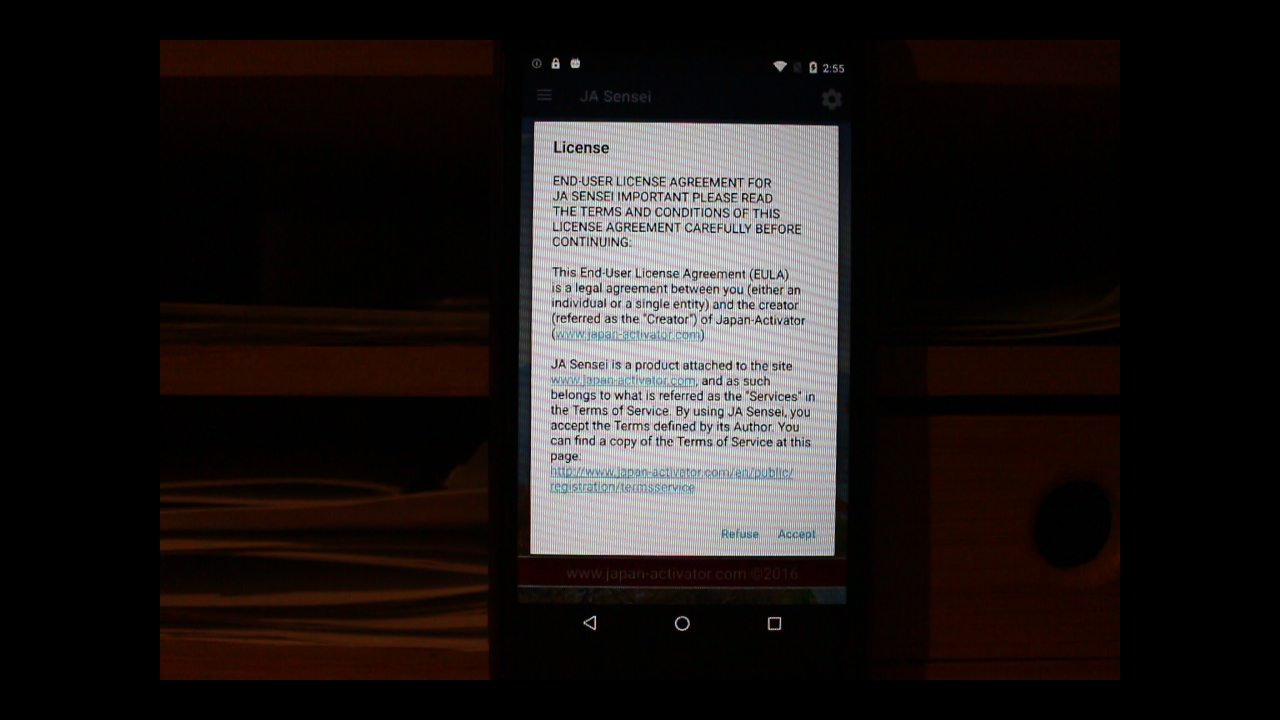 2:55
JA Sensei
License
END-USER LICENSE AGREEMENT FOR
JA SENSEI IMPORTANT PLEASE READ
THE TERMS AND CONDITIONS OF THIS
LICENSE AGREEMENT CAREFULLY BEFORE
CONTINUING:
This End-User License Agreement (EULA)
is a legal agreement between you (either an
individual or a single entity) and the creator
(referred as the "Creator") of Japan-Activator
(www.japan-activator.com)
JA Sensei is a product attached to the site
www.japan-activator.com, and as such
belongs to what is referred as the "Services" in
the Terms of Service. By using JA Sensei, you
accept the Terms defined by its Author. You
can find a copy of the Terms of Service at this
page:
http://www.japan-activator.com/en/public/
registration/termsservice
Refuse Accept
www.japan-activator.com ©2016